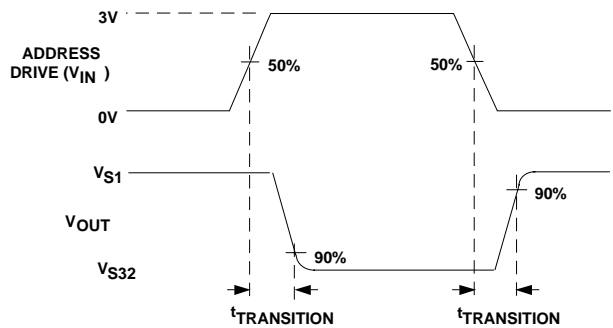 3V
ADDRESS
DRIVE (VIN )
50%
50%
0V
VS1
VOUT
90%
90%
VS32
tTRANSITION
tTRANSITION